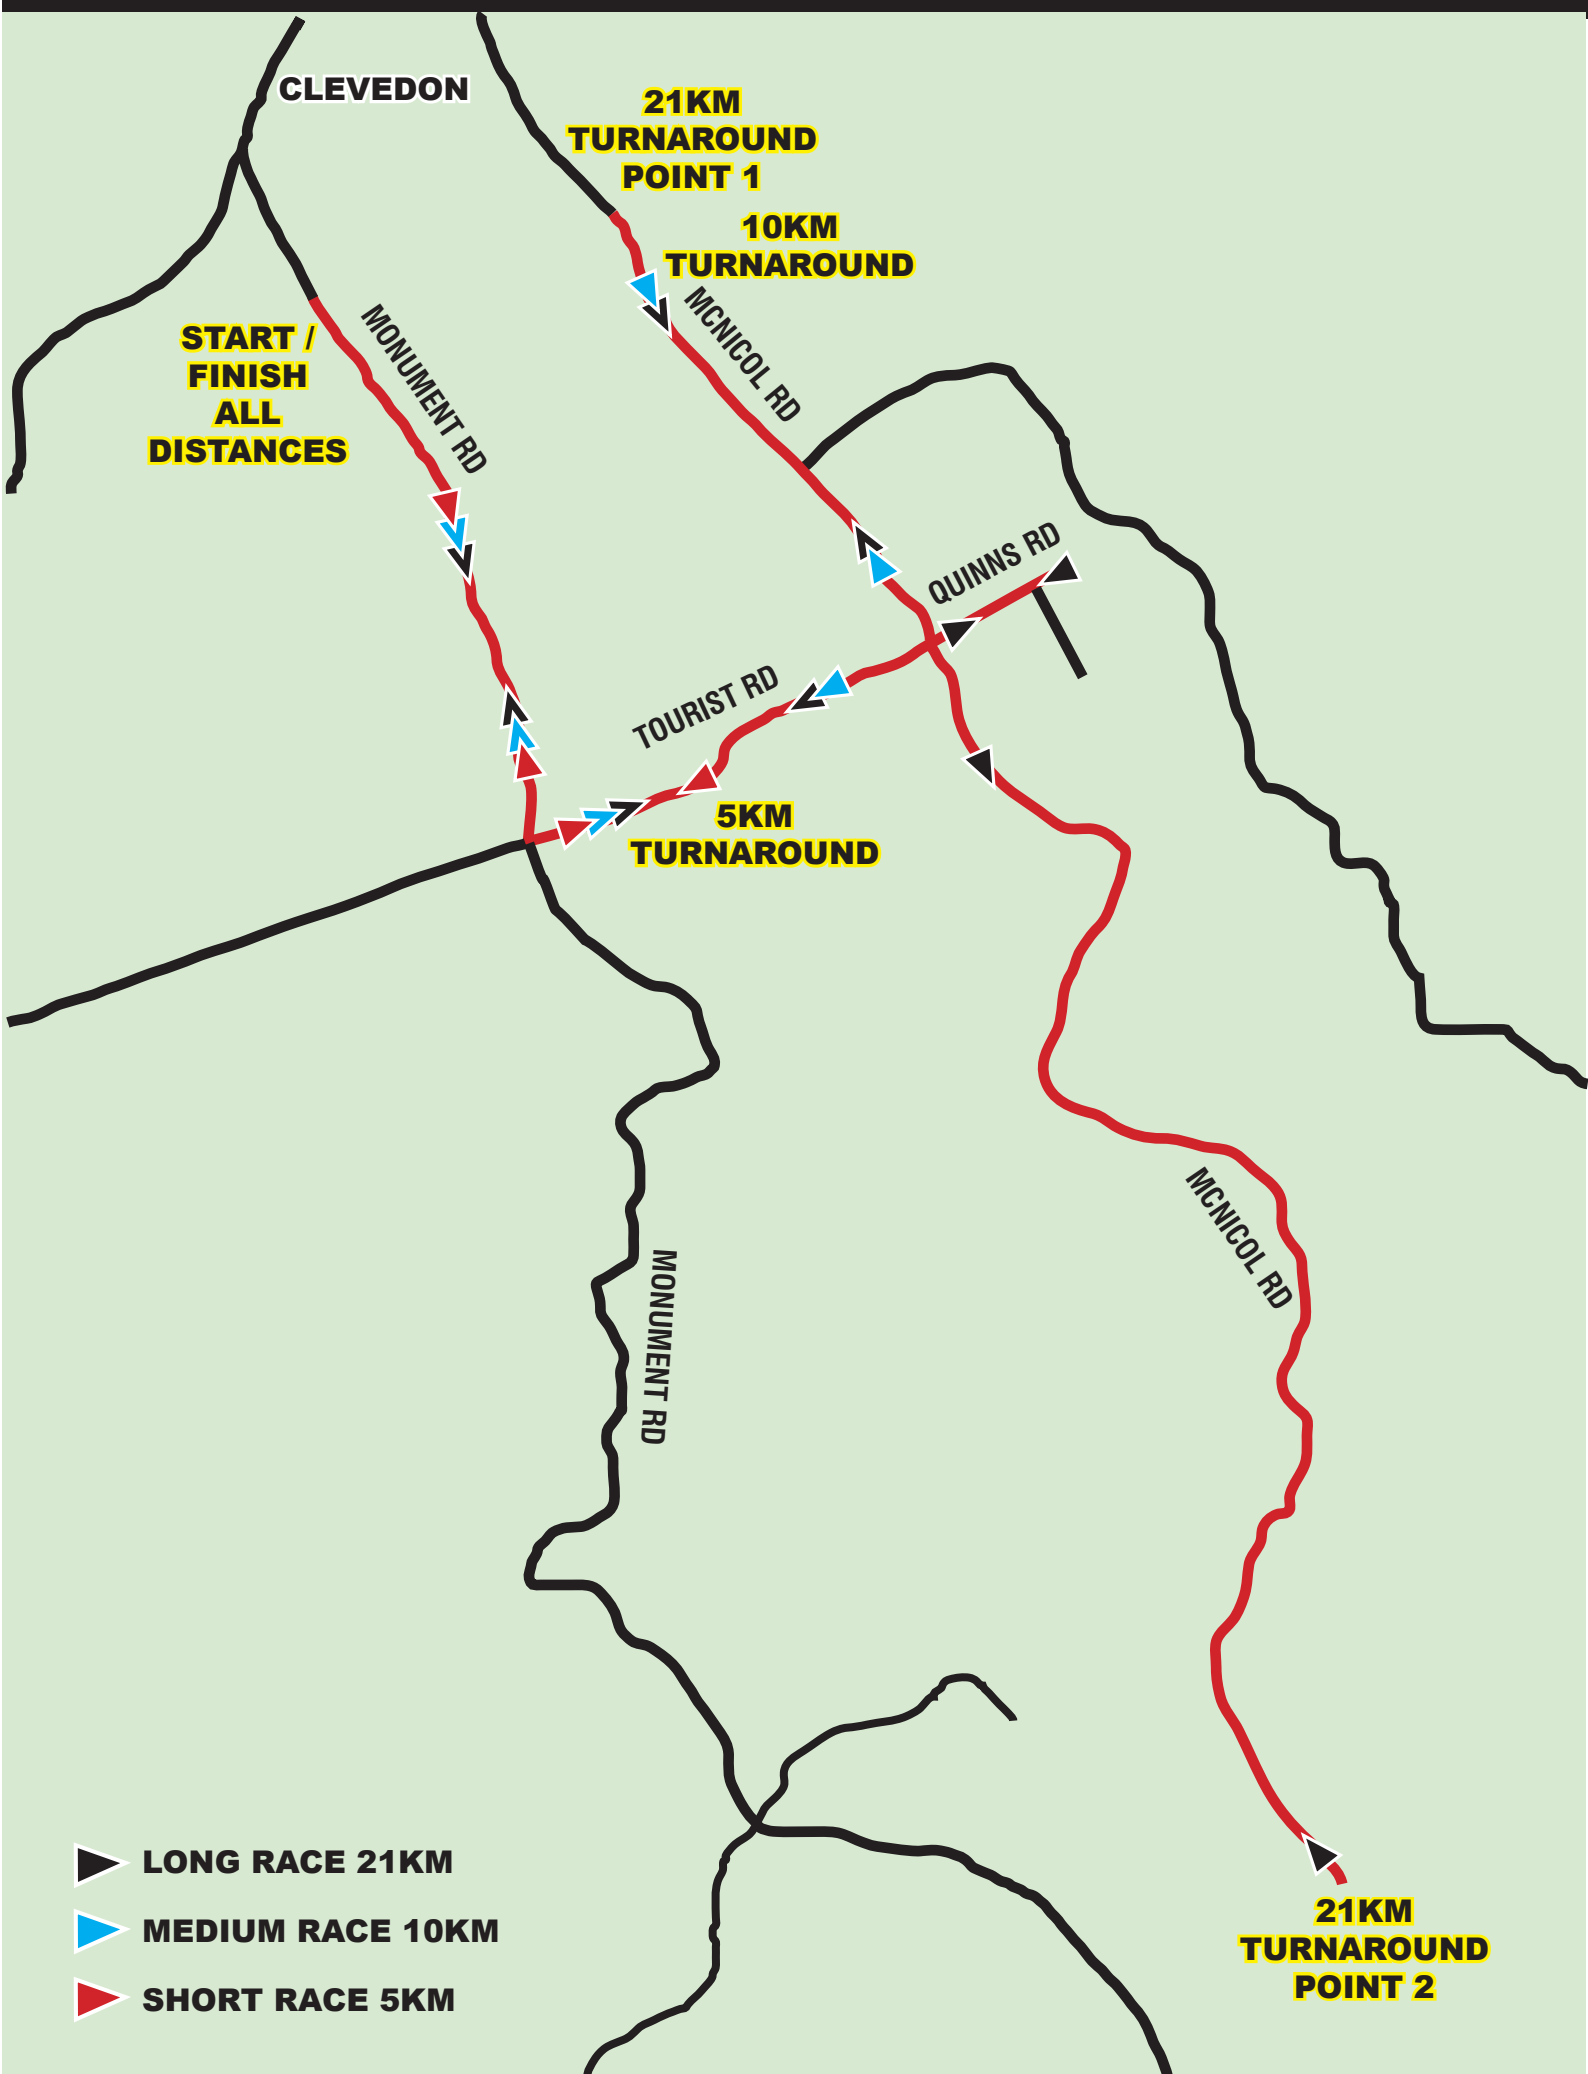 CLEVEDON
21KM
TURNAROUND
POINT 1
10KM
TURNAROUND
MCNICOL RD
START /
FINISH
ALL
DISTANCES
MONUMENT RD
QUINNS RD
TOURIST RD
5KM
TURNAROUND
MCNICOL RD
MONUMENT RD
LONG RACE 21KM
MEDIUM RACE 10KM
SHORT RACE 5KM
21KM
TURNAROUND
POINT 2